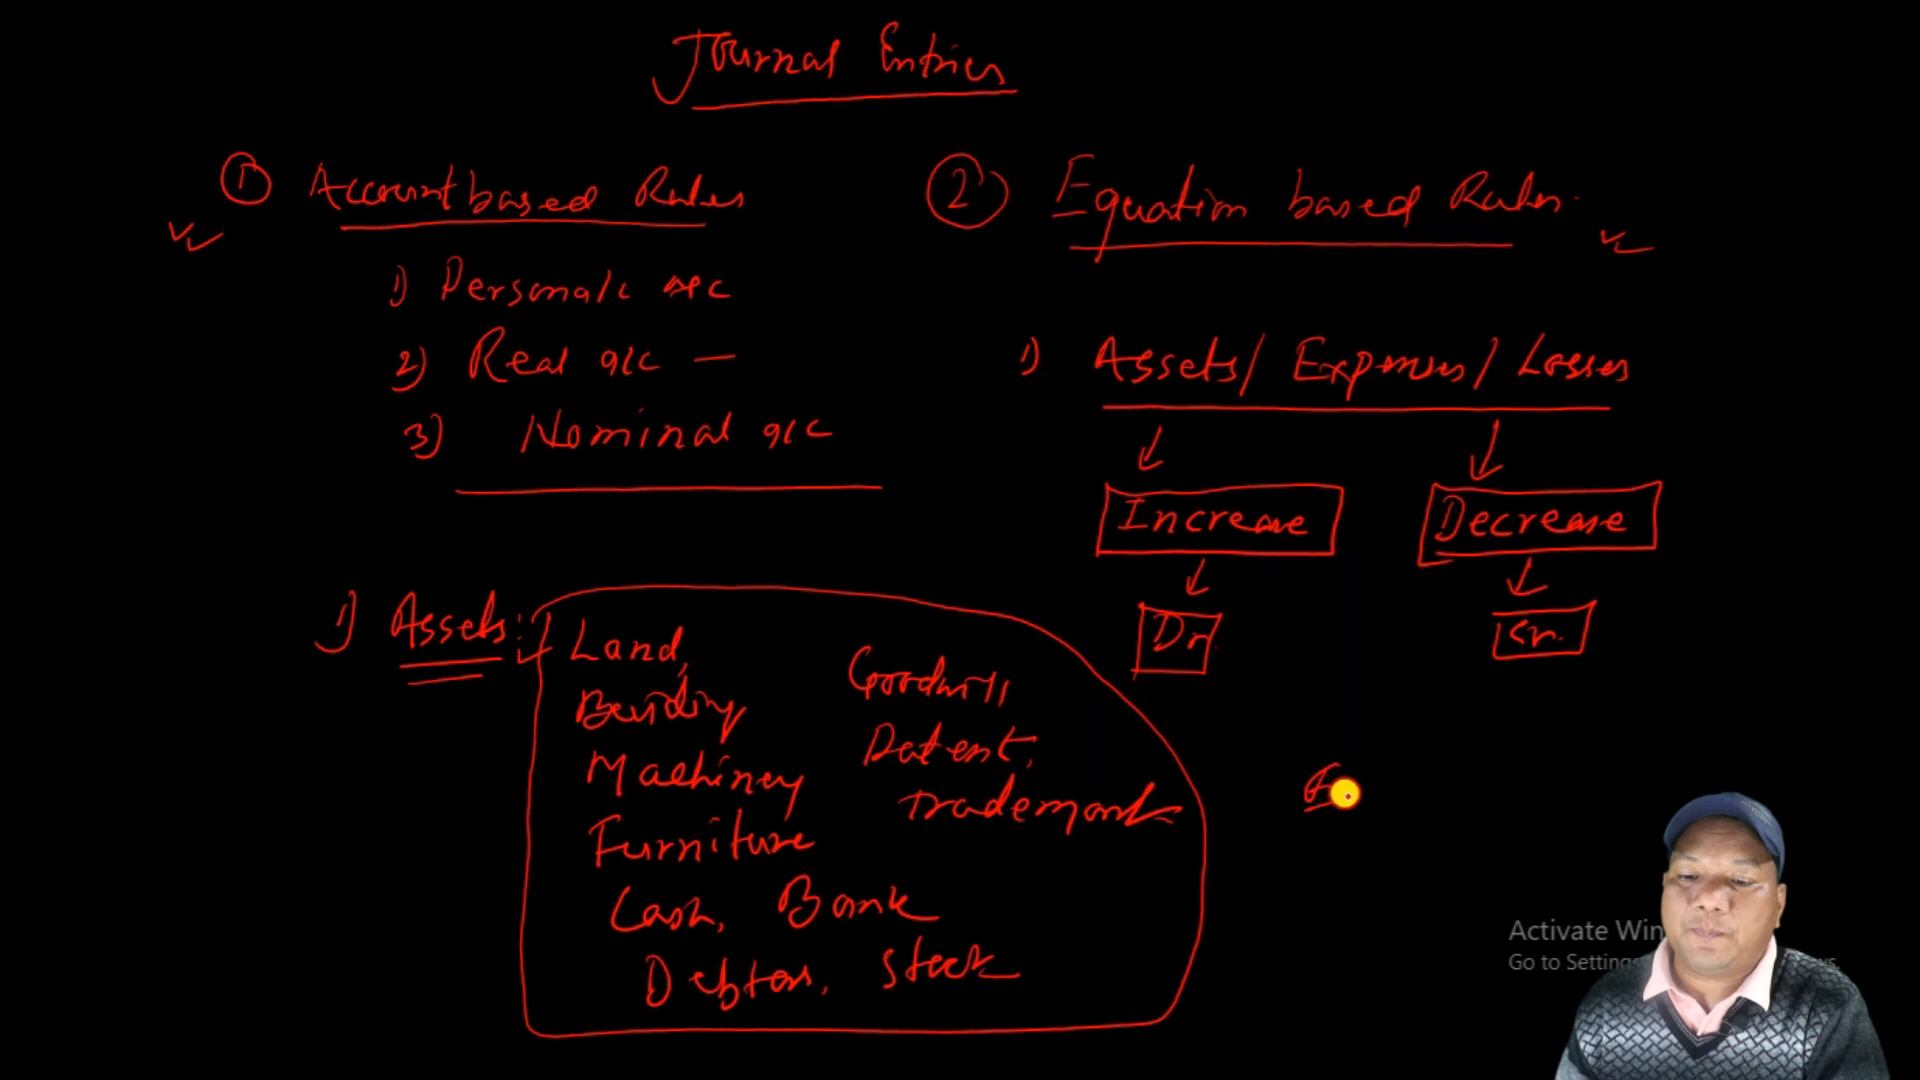 Journal Entries
① Account based Rules
1) Personal a/c
2) Real a/c —
3) Nominal a/c
② Equation based Rules.
1) Assets/ Expenses/ Losses
Increase Decrease
Dr. Cr.
1) Assets:-
Land,
Building
Machinery
Furniture
Cash, Bank
Debtors, Stock
Goodwill
Patent,
Trademark
Activate Win
Go to Setting